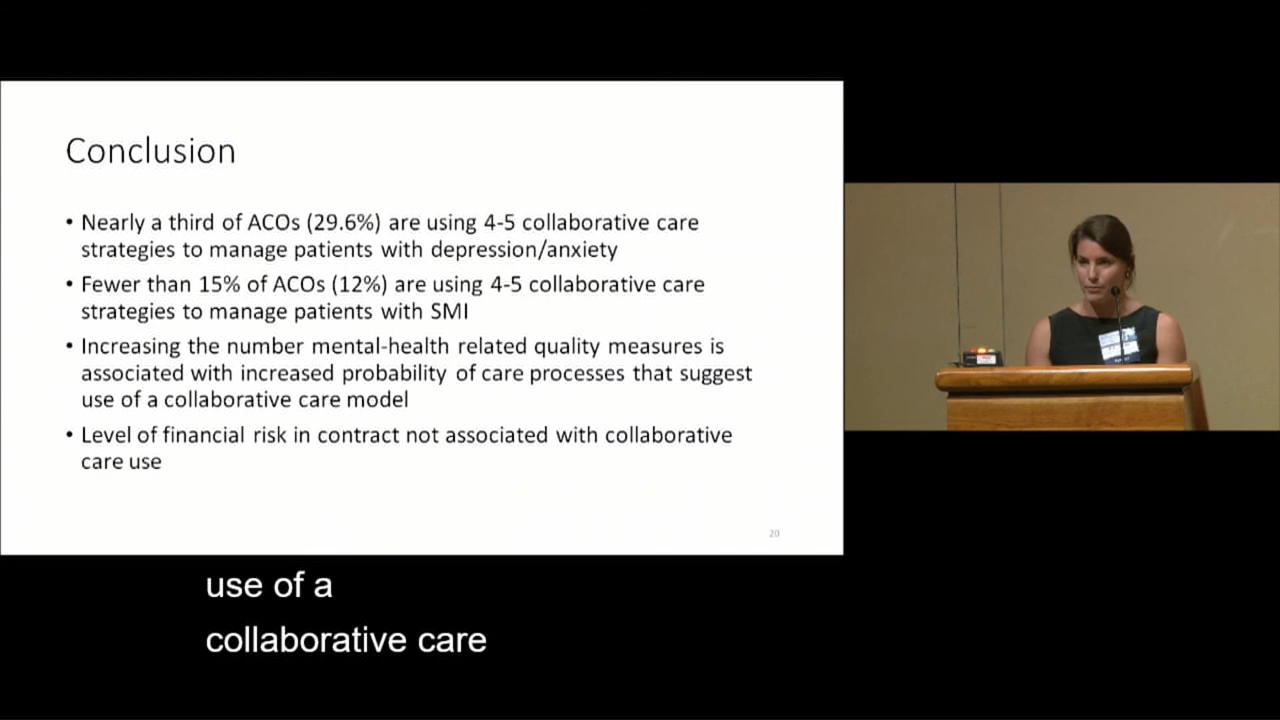 Conclusion
• Nearly a third of ACOs (29.6%) are using 4-5 collaborative care
strategies to manage patients with depression/anxiety
• Fewer than 15% of ACOs (12%) are using 4-5 collaborative care
strategies to manage patients with SMI
• Increasing the number mental-health related quality measures is
associated with increased probability of care processes that suggest
use of a collaborative care model
• Level of financial risk in contract not associated with collaborative
care use
20
use of a
collaborative care